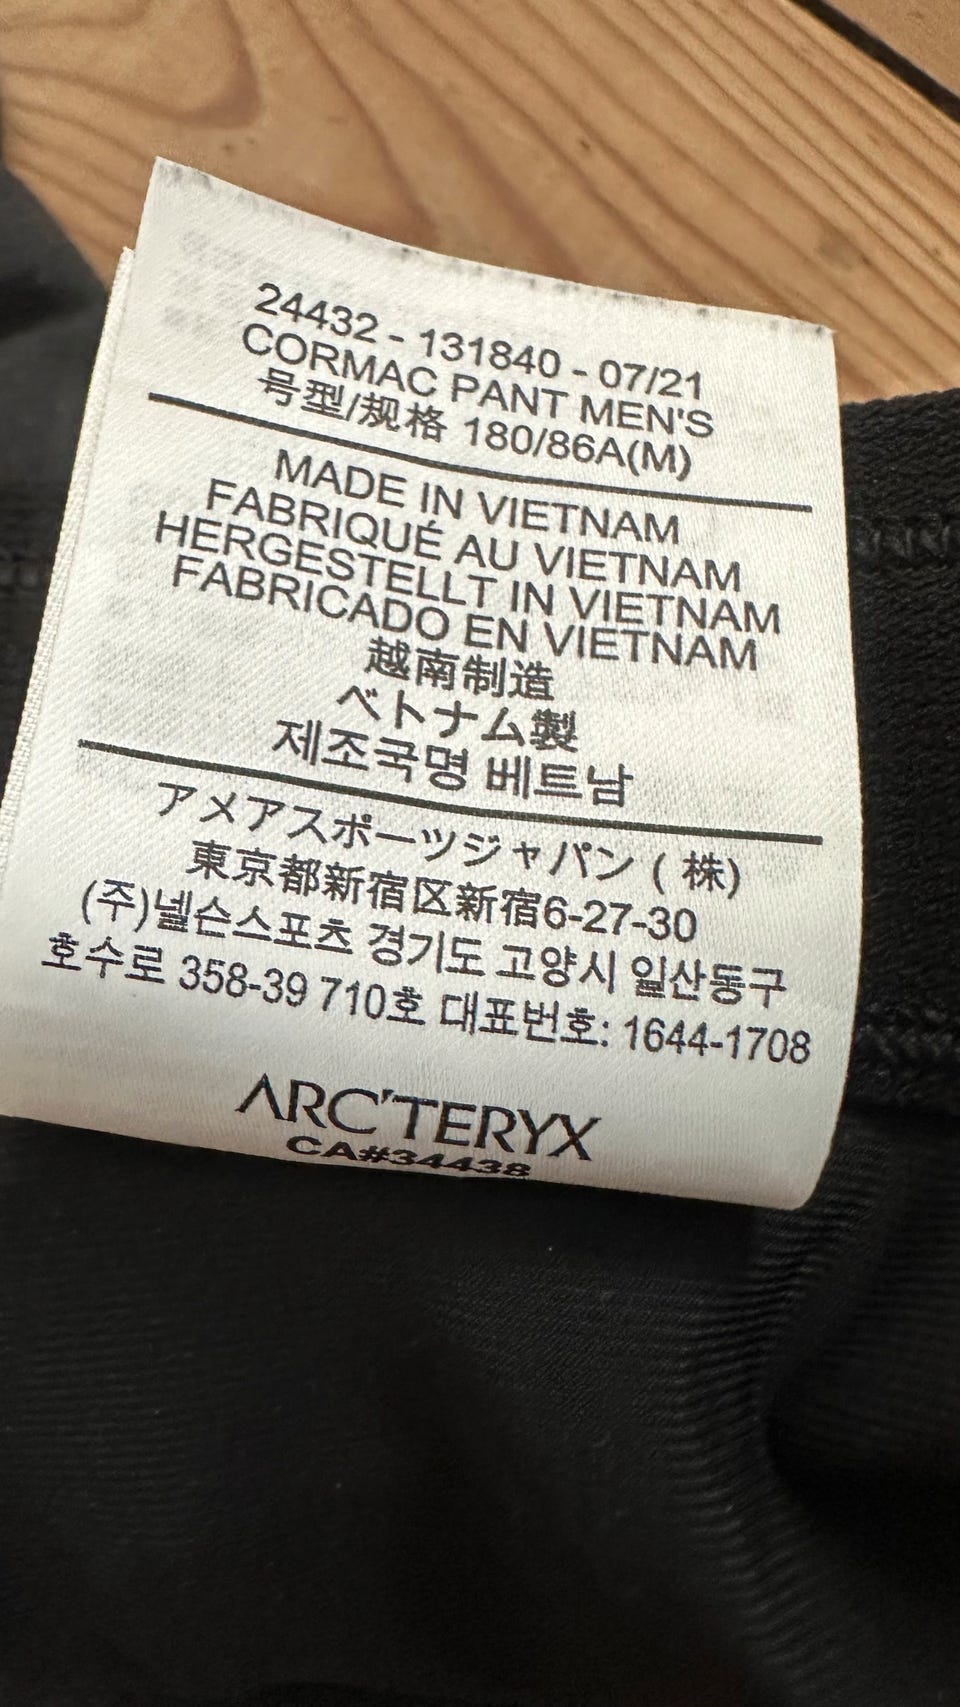 24432 - 131840 - 07/21
CORMAC PANT MEN'S
号型/规格 180/86A(M)
MADE IN VIETNAM
FABRIQUÉ AU VIETNAM
HERGESTELLT IN VIETNAM
FABRICADO EN VIETNAM
越南制造
ベトナム製
제조국명 베트남
アメアスポーツジャパン ( 株)
東京都新宿区新宿6-27-30
(주)넬슨스포츠 경기도 고양시 일산동구
호수로 358-39 710호 대표번호: 1644-1708
ARC'TERYX
CA#34438